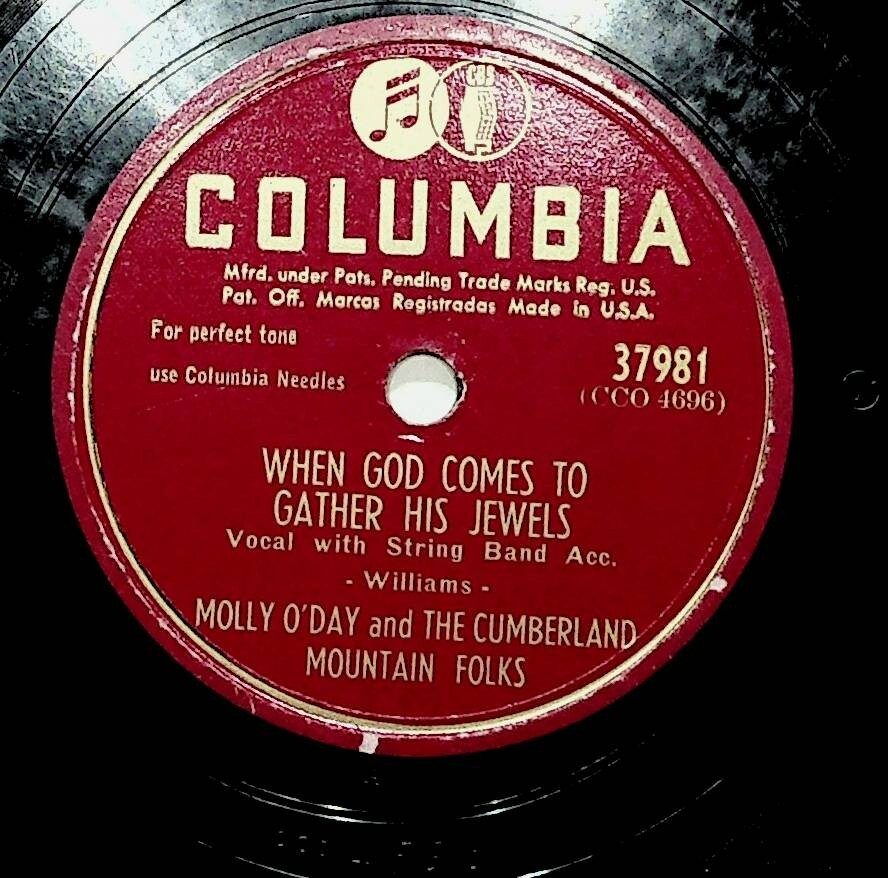 CBS
COLUMBIA
Mfrd. under Pats. Pending Trade Marks Reg. U.S.
Pat. Off. Marcas Registradas Made in U.S.A.
For perfect tone
use Columbia Needles
37981
(CCO 4696)
WHEN GOD COMES TO
GATHER HIS JEWELS
Vocal with String Band Acc.
- Williams -
MOLLY O'DAY and THE CUMBERLAND
MOUNTAIN FOLKS